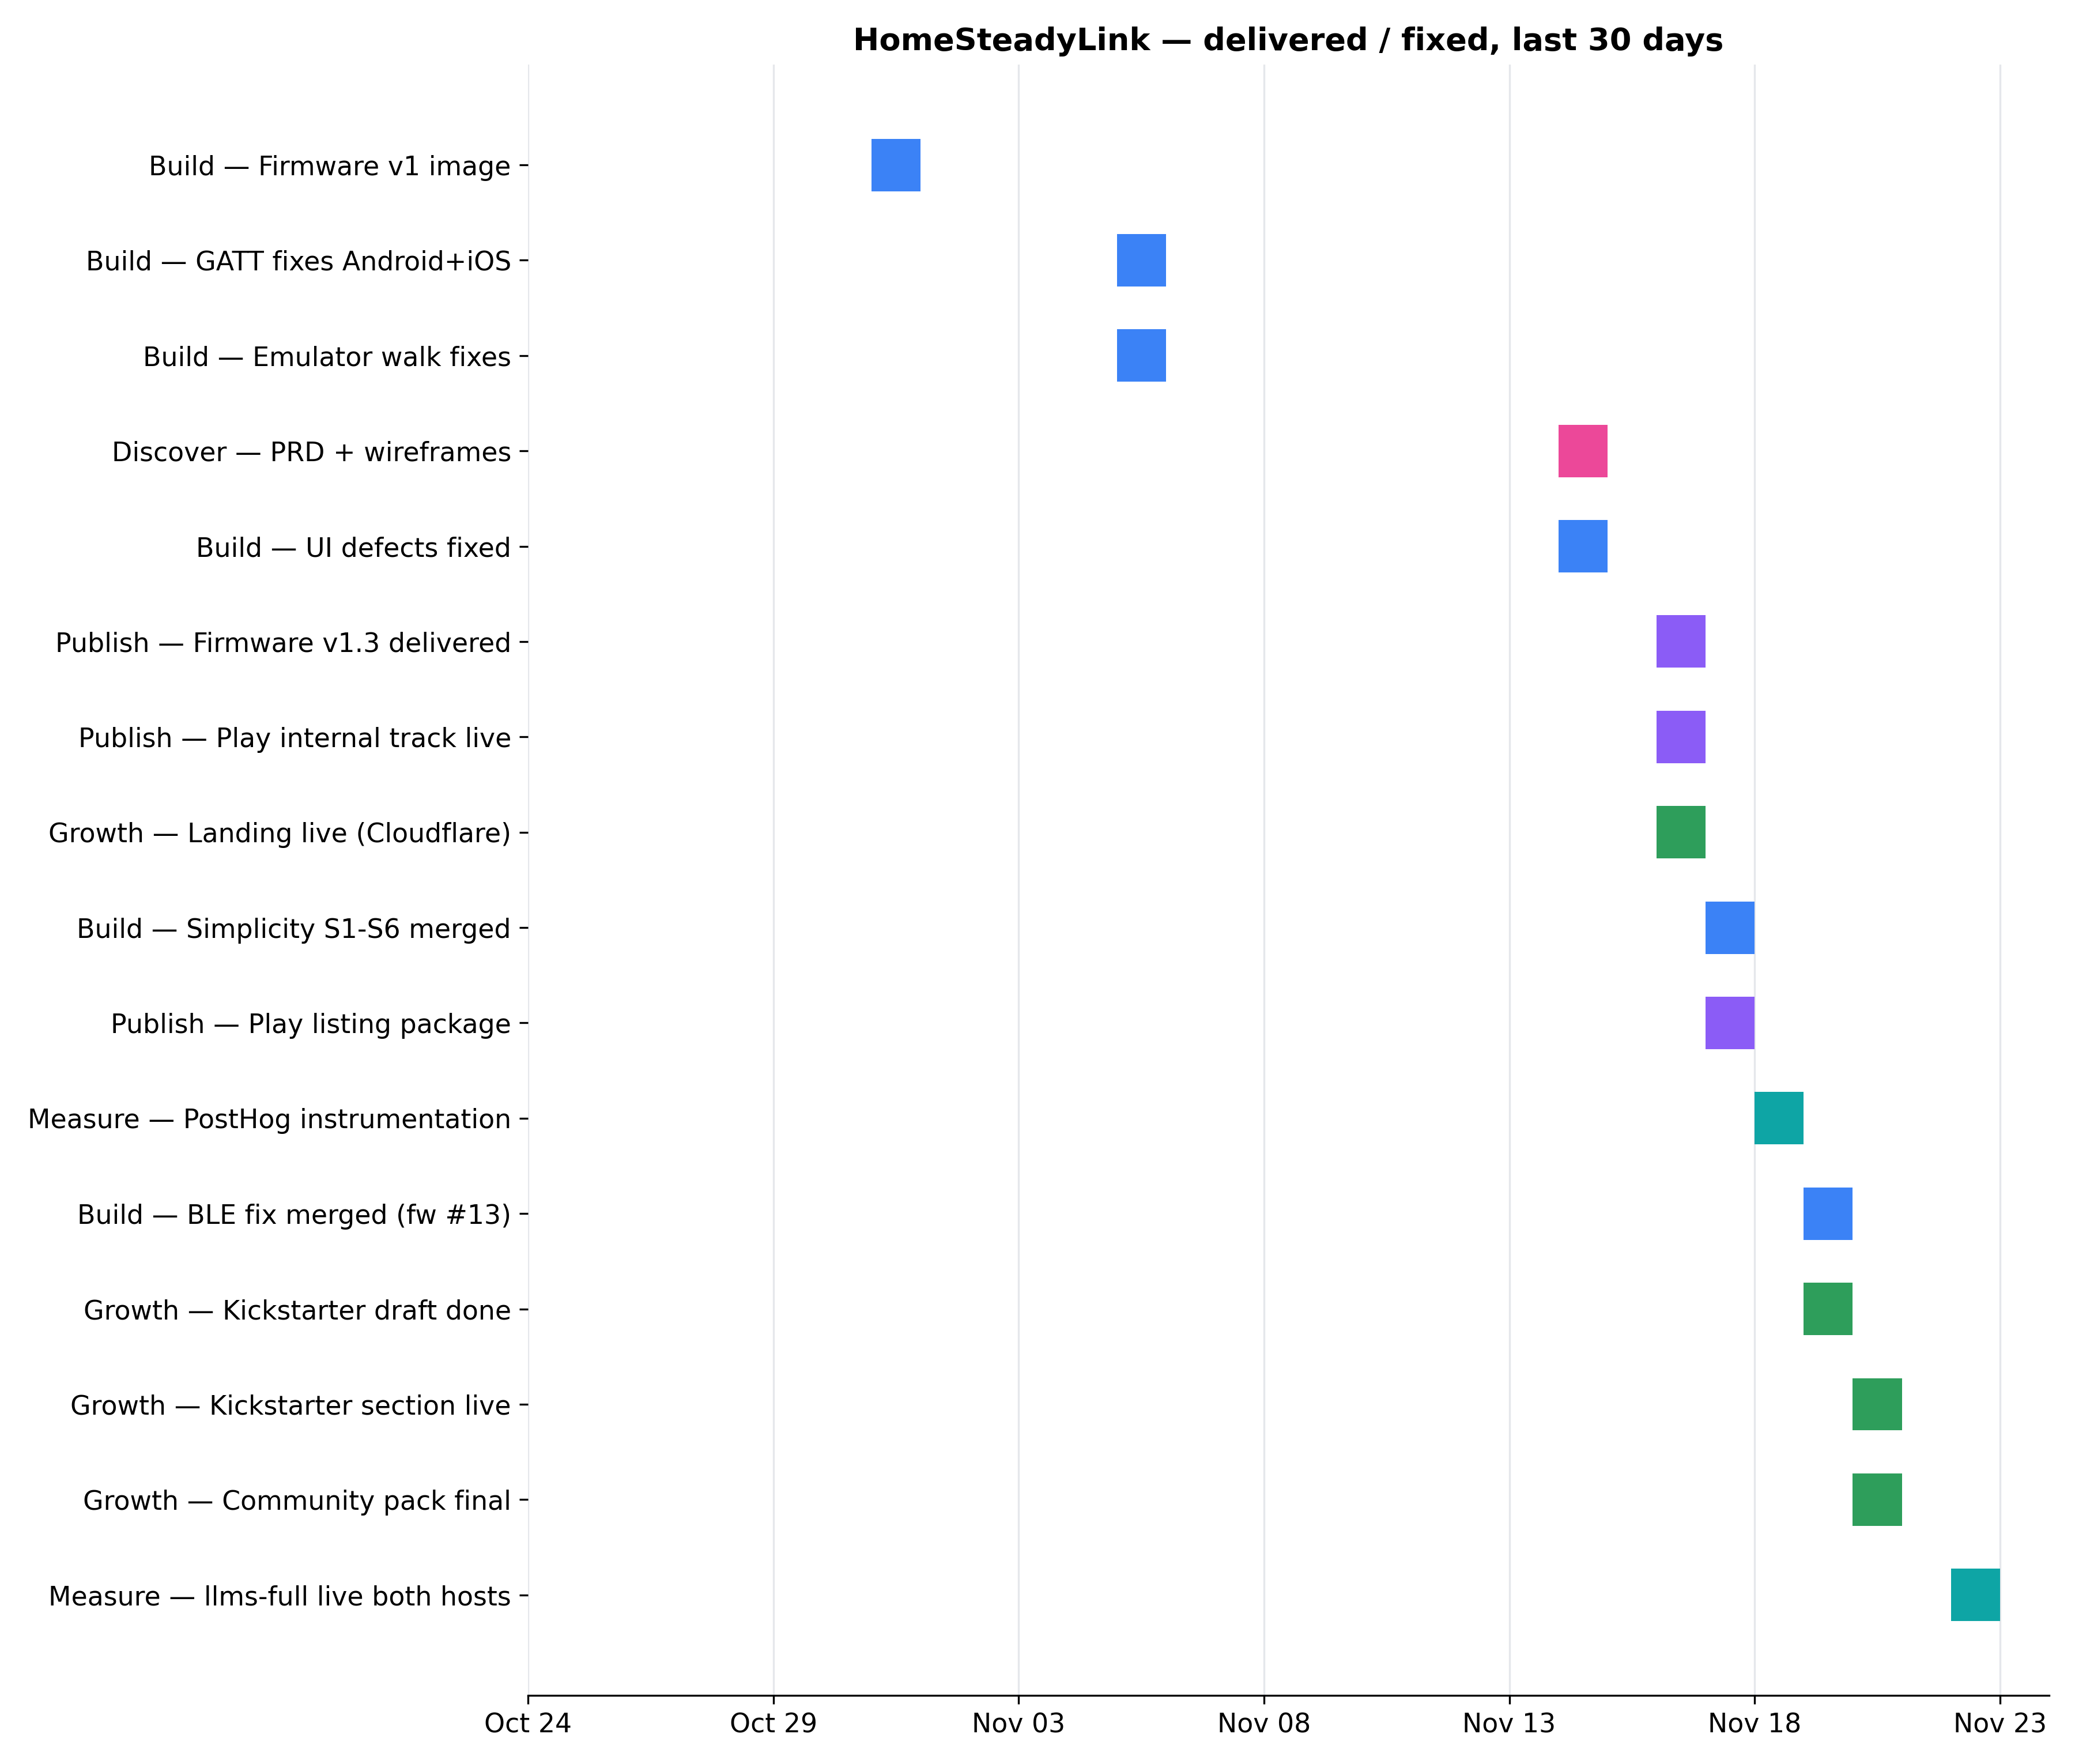 HomeSteadyLink — delivered / fixed, last 30 days
Build — Firmware v1 image
Build — GATT fixes Android+iOS
Build — Emulator walk fixes
Discover — PRD + wireframes
Build — UI defects fixed
Publish — Firmware v1.3 delivered
Publish — Play internal track live
Growth — Landing live (Cloudflare)
Build — Simplicity S1-S6 merged
Publish — Play listing package
Measure — PostHog instrumentation
Build — BLE fix merged (fw #13)
Growth — Kickstarter draft done
Growth — Kickstarter section live
Growth — Community pack final
Measure — llms-full live both hosts
Oct 24 Oct 29 Nov 03 Nov 08 Nov 13 Nov 18 Nov 23